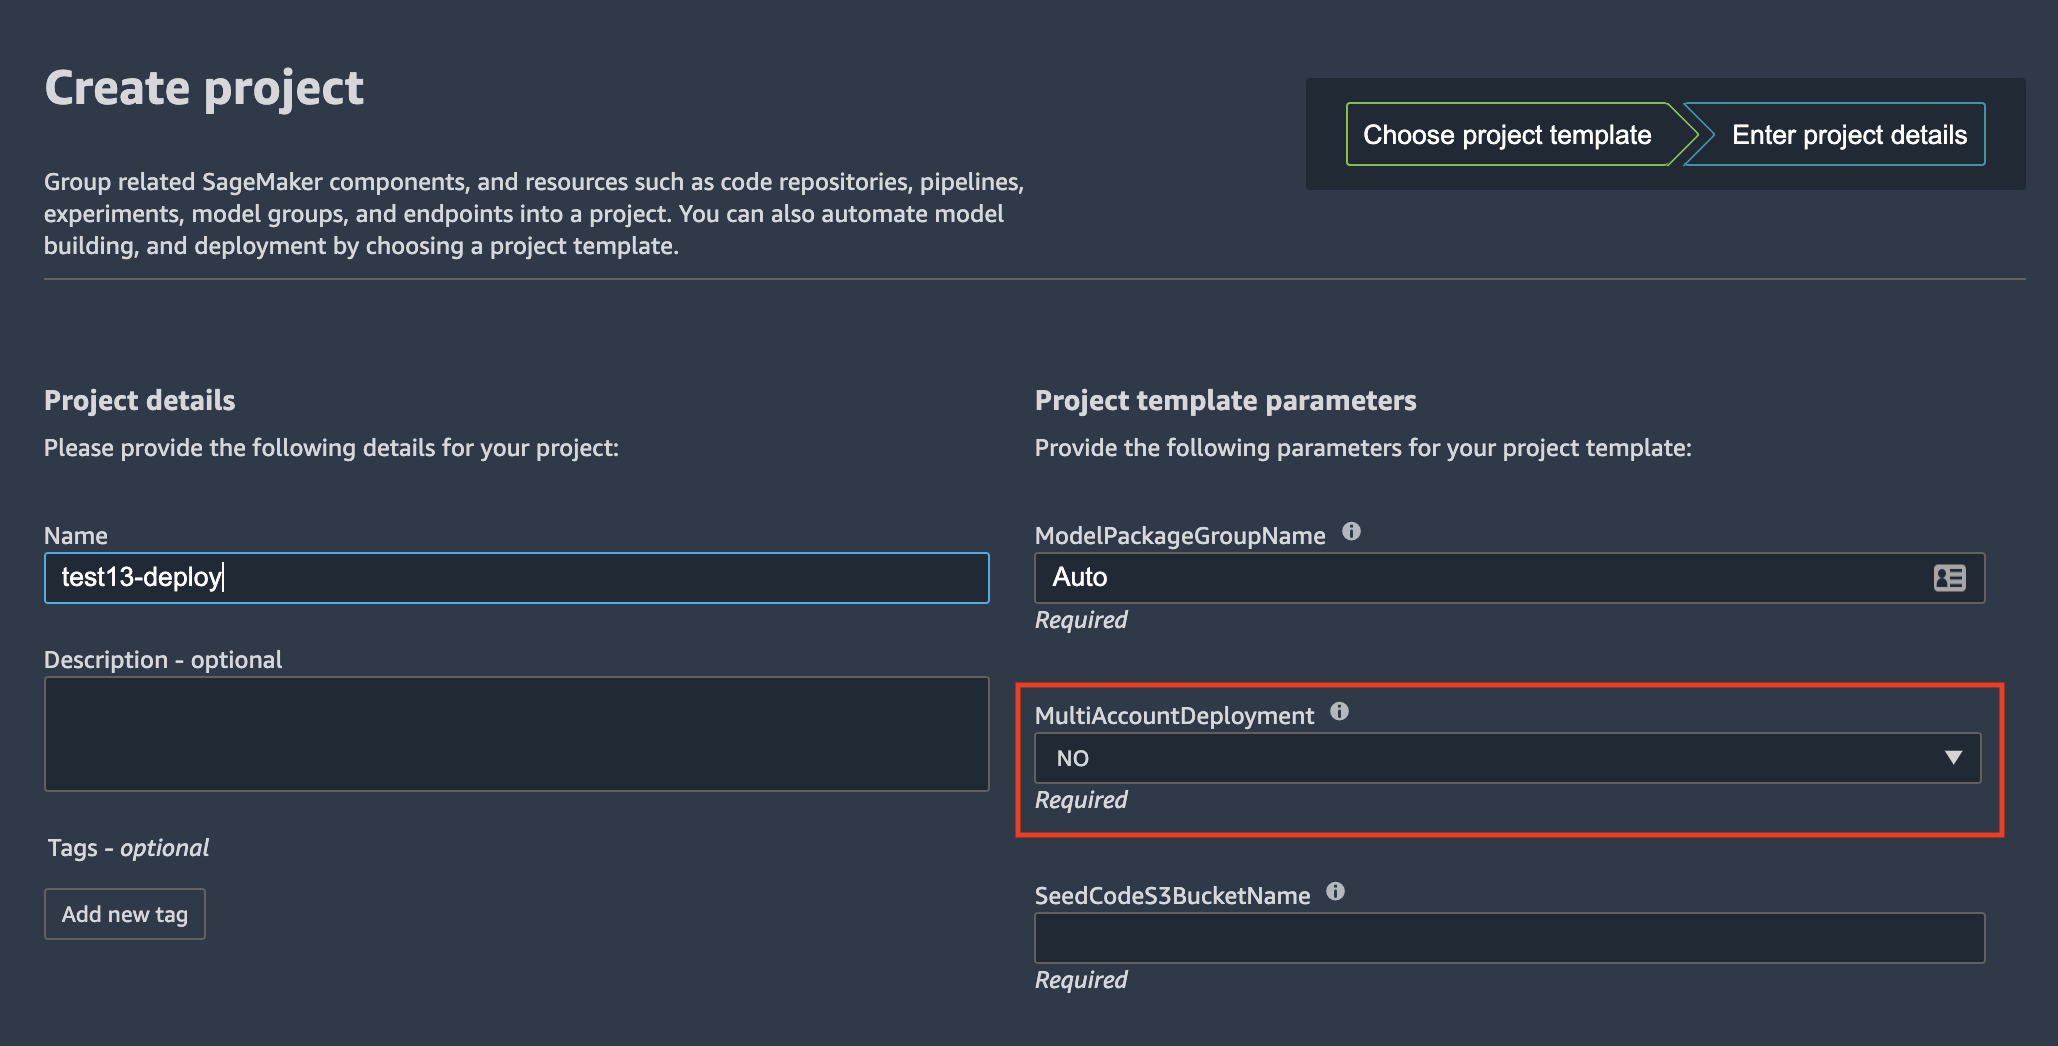 Create project
Choose project template
Enter project details
Group related SageMaker components, and resources such as code repositories, pipelines,
experiments, model groups, and endpoints into a project. You can also automate model
building, and deployment by choosing a project template.
Project details
Please provide the following details for your project:
Name
test13-deploy
Description - optional
Tags - optional
Add new tag
Project template parameters
Provide the following parameters for your project template:
ModelPackageGroupName
Auto
Required
MultiAccountDeployment
NO
Required
SeedCodeS3BucketName
Required